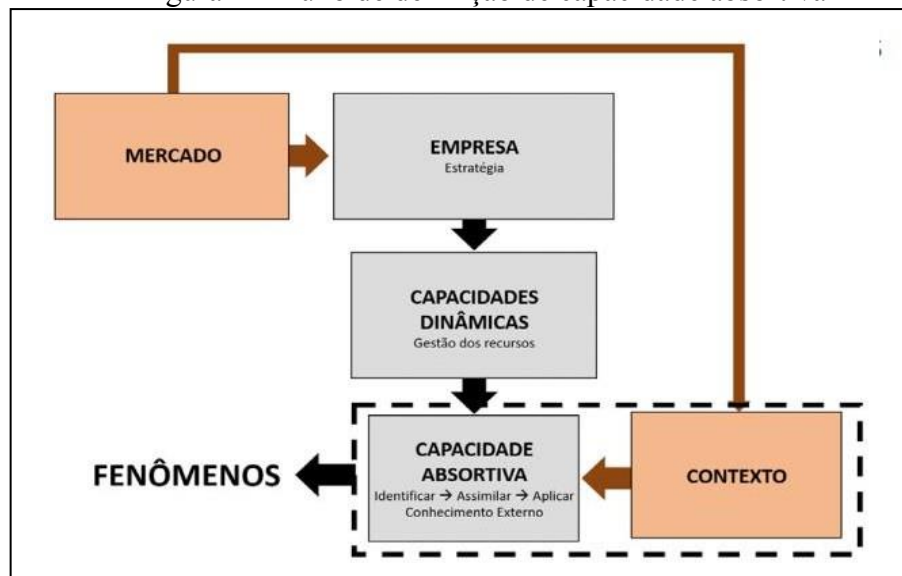 MERCADO
EMPRESA
Estratégia
CAPACIDADES
DINÂMICAS
Gestão dos recursos
CAPACIDADE
ABSORTIVA
Identificar → Assimilar → Aplicar
Conhecimento Externo
CONTEXTO
FENÔMENOS